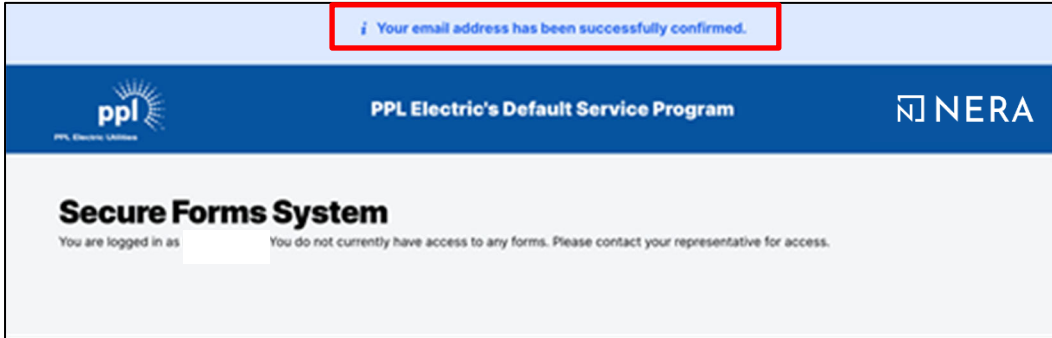 i Your email address has been successfully confirmed.
ppl
PPL Electric Utilities
PPL Electric's Default Service Program
N NERA
Secure Forms System
You are logged in as You do not currently have access to any forms. Please contact your representative for access.